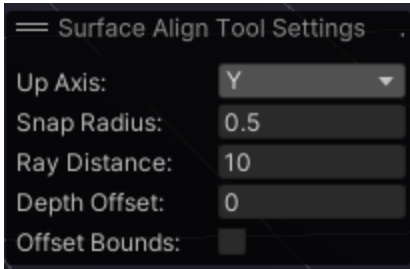 Surface Align Tool Settings
Up Axis: Y
Snap Radius: 0.5
Ray Distance: 10
Depth Offset: 0
Offset Bounds: